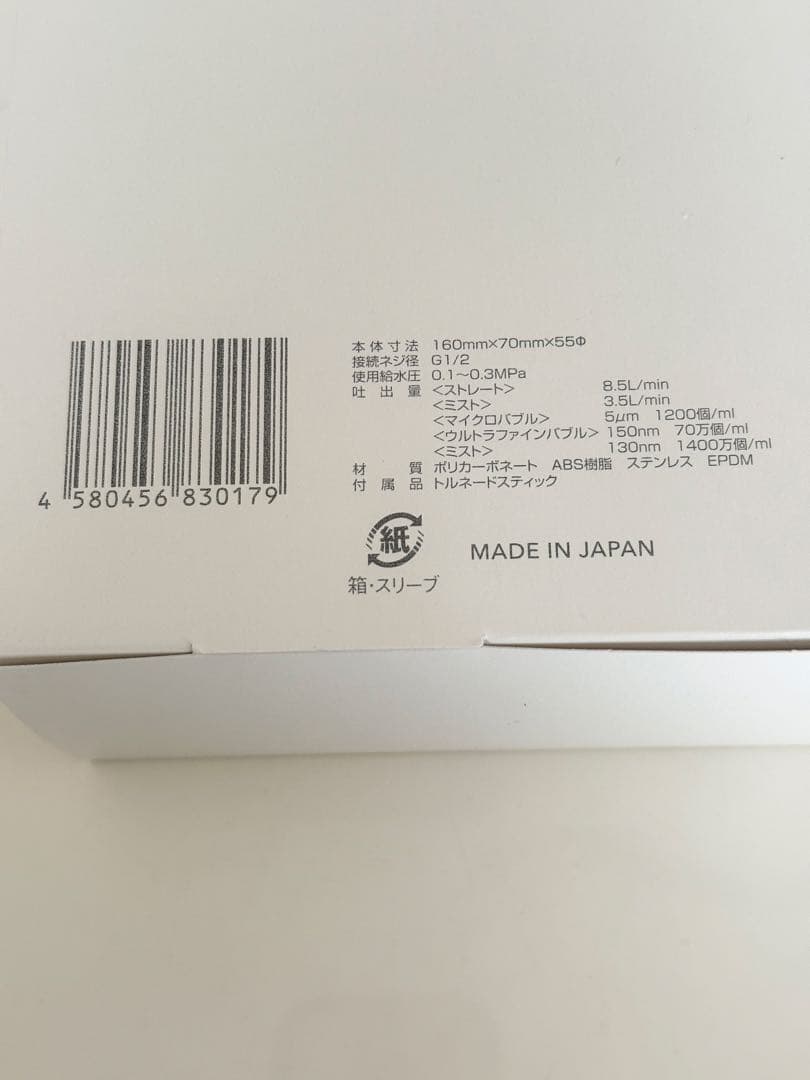 4 580456 830179
本体寸法 160mm×70mm×55Φ
接続ネジ径 G1/2
使用給水圧 0.1〜0.3MPa
吐出量 <ストレート> 8.5L/min
<ミスト> 3.5L/min
<マイクロバブル> 5μm 1200個/ml
<ウルトラファインバブル> 150nm 70万個/ml
<ミスト> 130nm 1400万個/ml
材質 ポリカーボネート ABS樹脂 ステンレス EPDM
付属品 トルネードスティック
紙
箱・スリーブ
MADE IN JAPAN